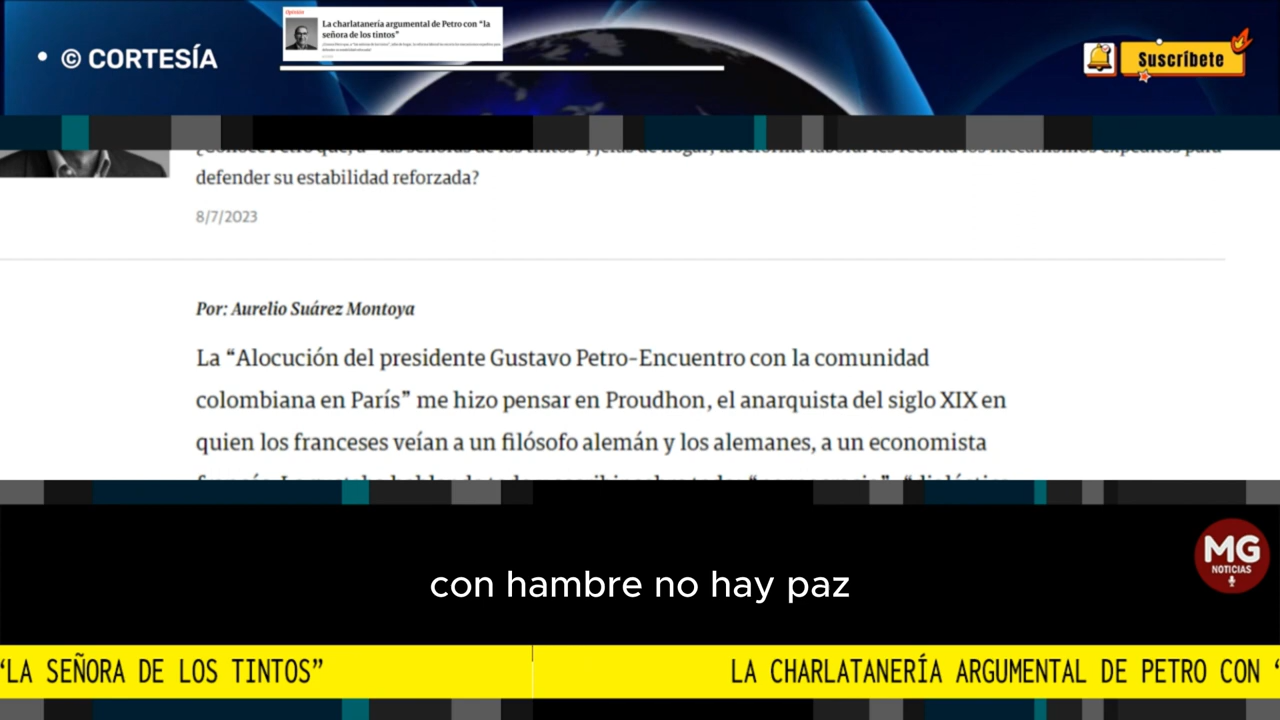 Opinión
La charlatanería argumental de Petro con “la
señora de los tintos”
• © CORTESÍA
Suscríbete
defender su estabilidad reforzada?
8/7/2023
Por: Aurelio Suárez Montoya
La “Alocución del presidente Gustavo Petro-Encuentro con la comunidad
colombiana en París” me hizo pensar en Proudhon, el anarquista del siglo XIX en
quien los franceses veían a un filósofo alemán y los alemanes, a un economista
MG
NOTICIAS
con hambre no hay paz
“LA SEÑORA DE LOS TINTOS” LA CHARLATANERÍA ARGUMENTAL DE PETRO CON “